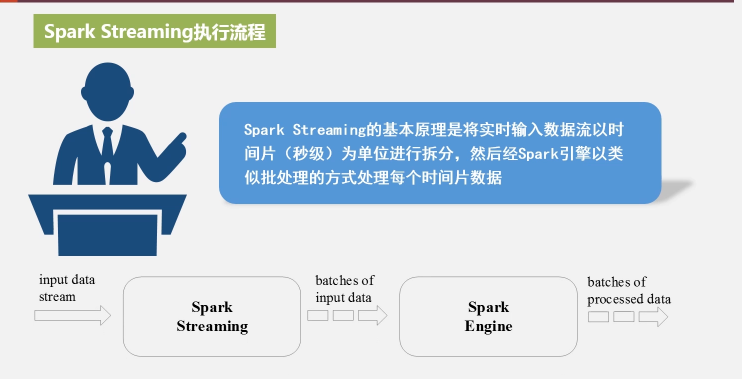 Spark Streaming执行流程
Spark Streaming的基本原理是将实时输入数据流以时
间片（秒级）为单位进行拆分，然后经Spark引擎以类
似批处理的方式处理每个时间片数据
input data
stream
Spark
Streaming
batches of
input data
Spark
Engine
batches of
processed data